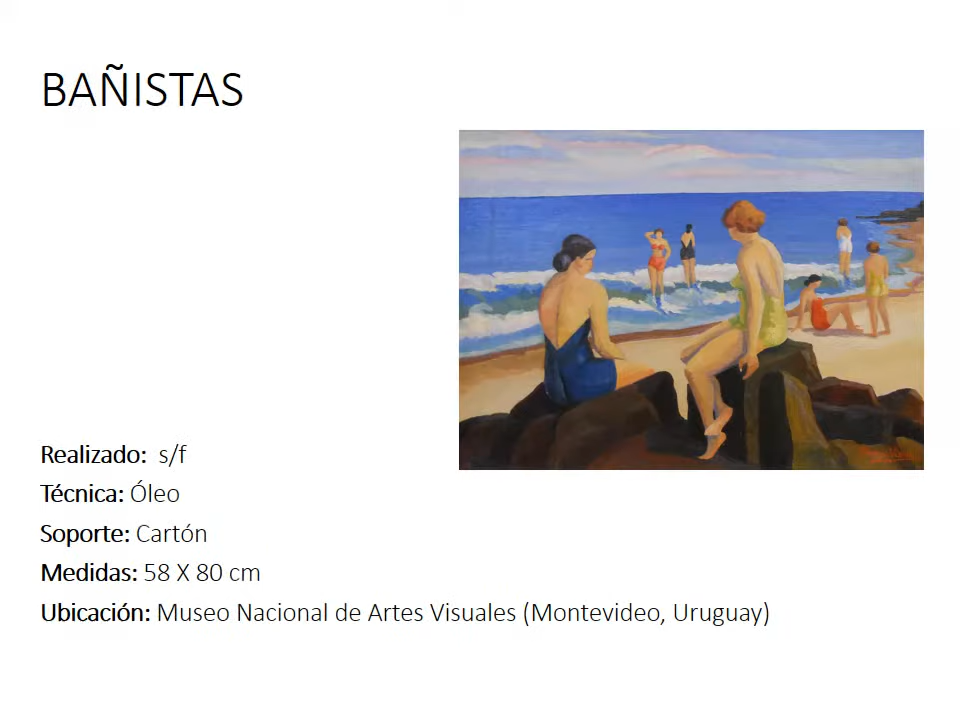 BAÑISTAS
Realizado: s/f
Técnica: Óleo
Soporte: Cartón
Medidas: 58 X 80 cm
Ubicación: Museo Nacional de Artes Visuales (Montevideo, Uruguay)